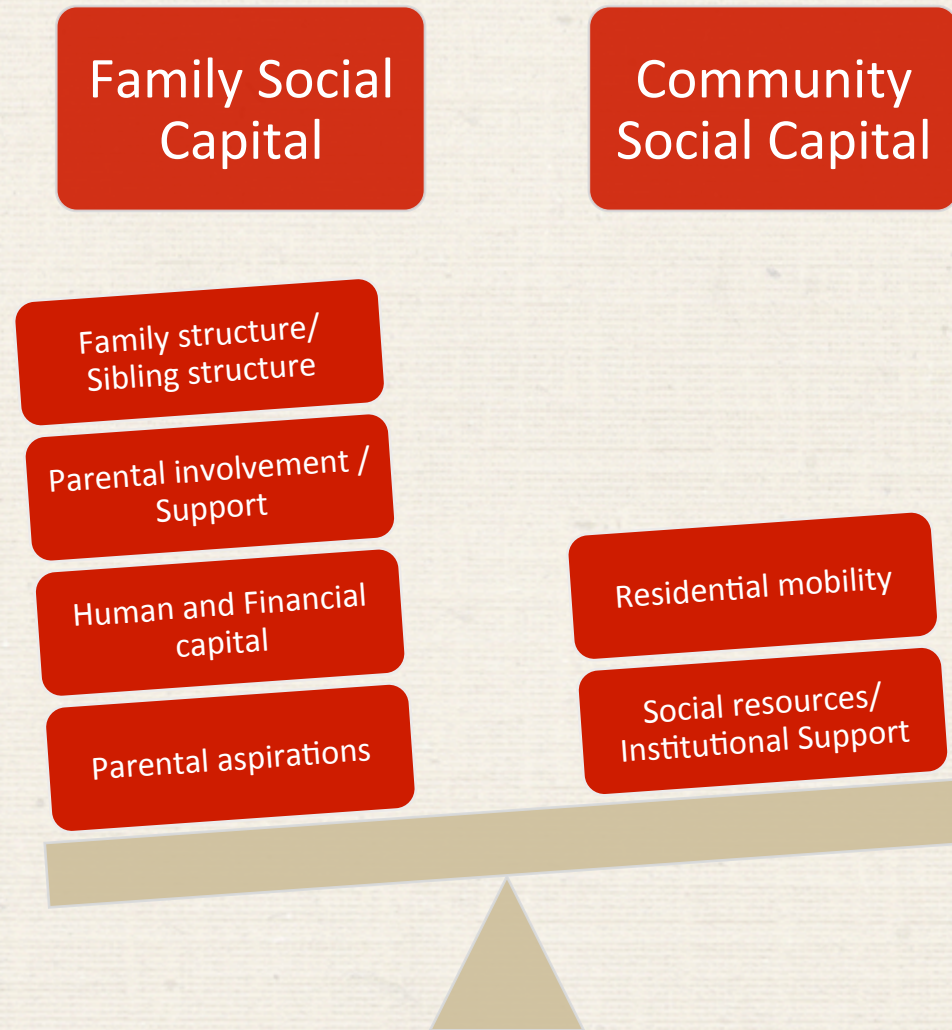 Family Social
Capital
Community
Social Capital
Family structure/
Sibling structure
Parental involvement /
Support
Human and Financial
capital
Parental aspirations
Residential mobility
Social resources/
Institutional Support